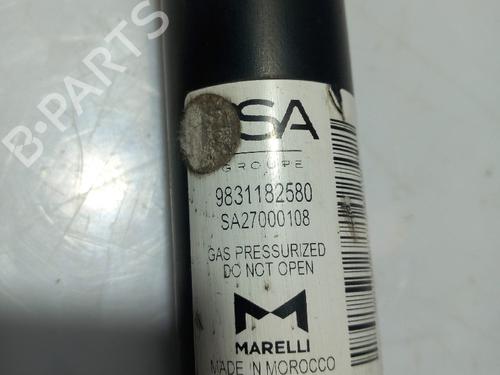 B-PARTS
SA
GROUPE
9831182580
SA27000108
GAS PRESSURIZED
DO NOT OPEN
MARELLI
MADE IN MOROCCO